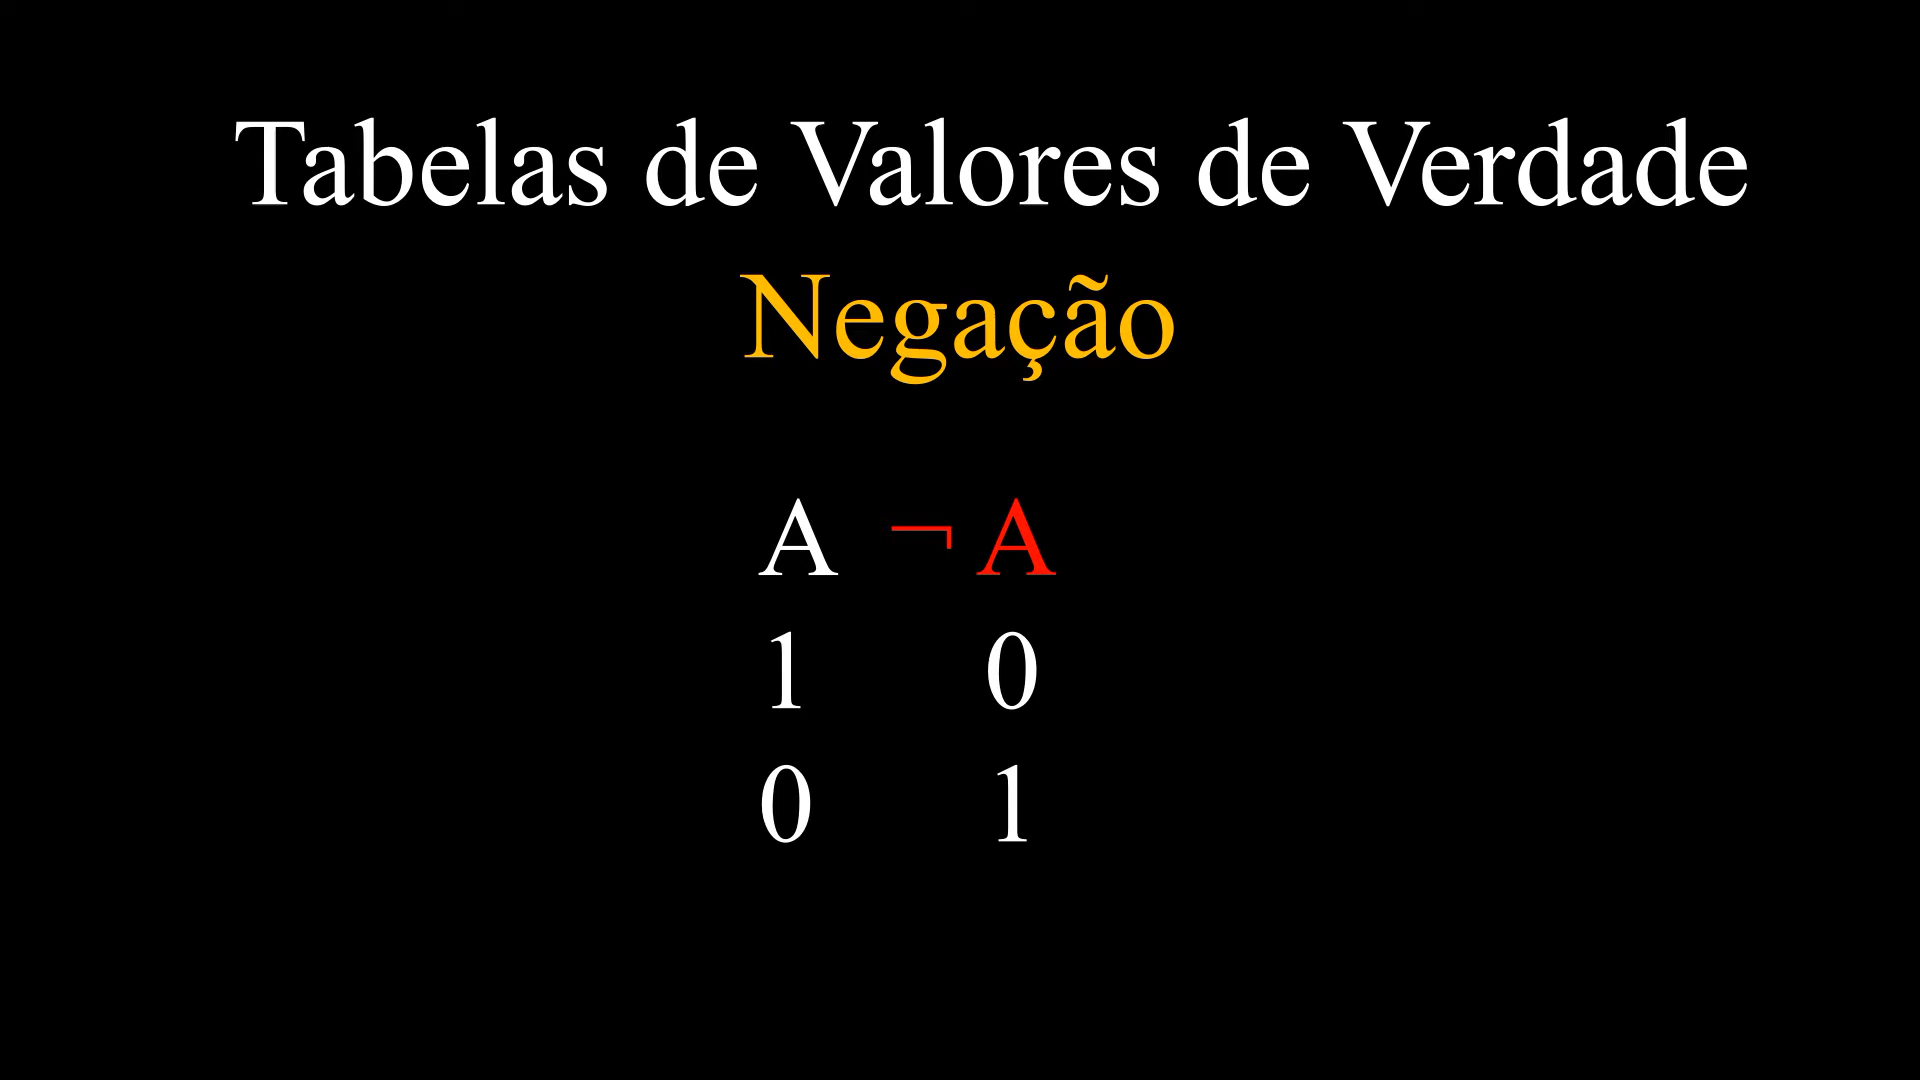 Tabelas de Valores de Verdade
Negação
A ¬ A
1 0
0 1